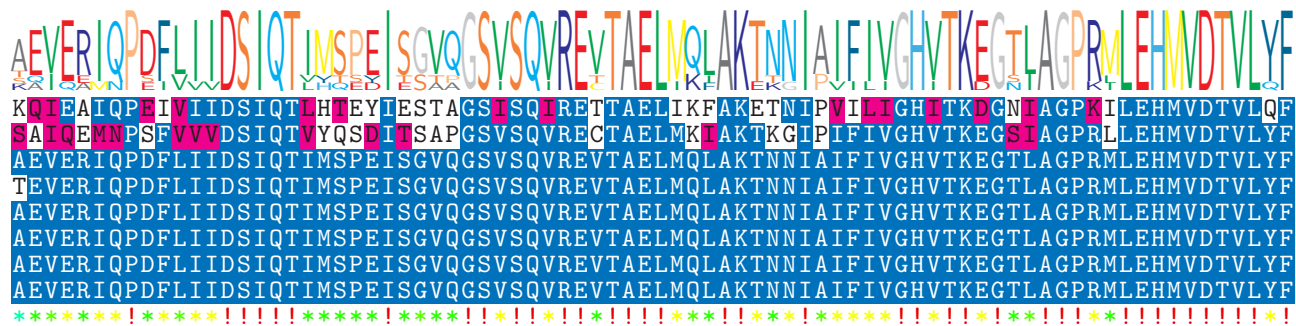 AEVERIQPDFLIIDSIQTIMSPEISGVQGSVSQVREVTAELMQLAKTNNIAIFIVGHVTKEGTLAGPRMLEHMVDTVLYF
KQIEAIQPEIVIIDSIQTLHTEYIESTAGSISQIRETTAELIKFAKETNIPVILIGHITKDGNIAGPKILEHMVDTVLQF
SAIQEMNPSFVVVDSIQTVYQSDITSAPGSVSQVRECTAELMKIAKTKGIPIFIVGHVTKEGSIAGPRLLEHMVDTVLYF
AEVERIQPDFLIIDSIQTIMSPEISGVQGSVSQVREVTAELMQLAKTNNIAIFIVGHVTKEGTLAGPRMLEHMVDTVLYF
TEVERIQPDFLIIDSIQTIMSPEISGVQGSVSQVREVTAELMQLAKTNNIAIFIVGHVTKEGTLAGPRMLEHMVDTVLYF
AEVERIQPDFLIIDSIQTIMSPEISGVQGSVSQVREVTAELMQLAKTNNIAIFIVGHVTKEGTLAGPRMLEHMVDTVLYF
AEVERIQPDFLIIDSIQTIMSPEISGVQGSVSQVREVTAELMQLAKTNNIAIFIVGHVTKEGTLAGPRMLEHMVDTVLYF
AEVERIQPDFLIIDSIQTIMSPEISGVQGSVSQVREVTAELMQLAKTNNIAIFIVGHVTKEGTLAGPRMLEHMVDTVLYF
AEVERIQPDFLIIDSIQTIMSPEISGVQGSVSQVREVTAELMQLAKTNNIAIFIVGHVTKEGTLAGPRMLEHMVDTVLYF
*******!*****!!!!!*****!****!!*!!*!!*!!!!***!!***!*****!!*!!*!**!!!**!!!!!!!!!*!